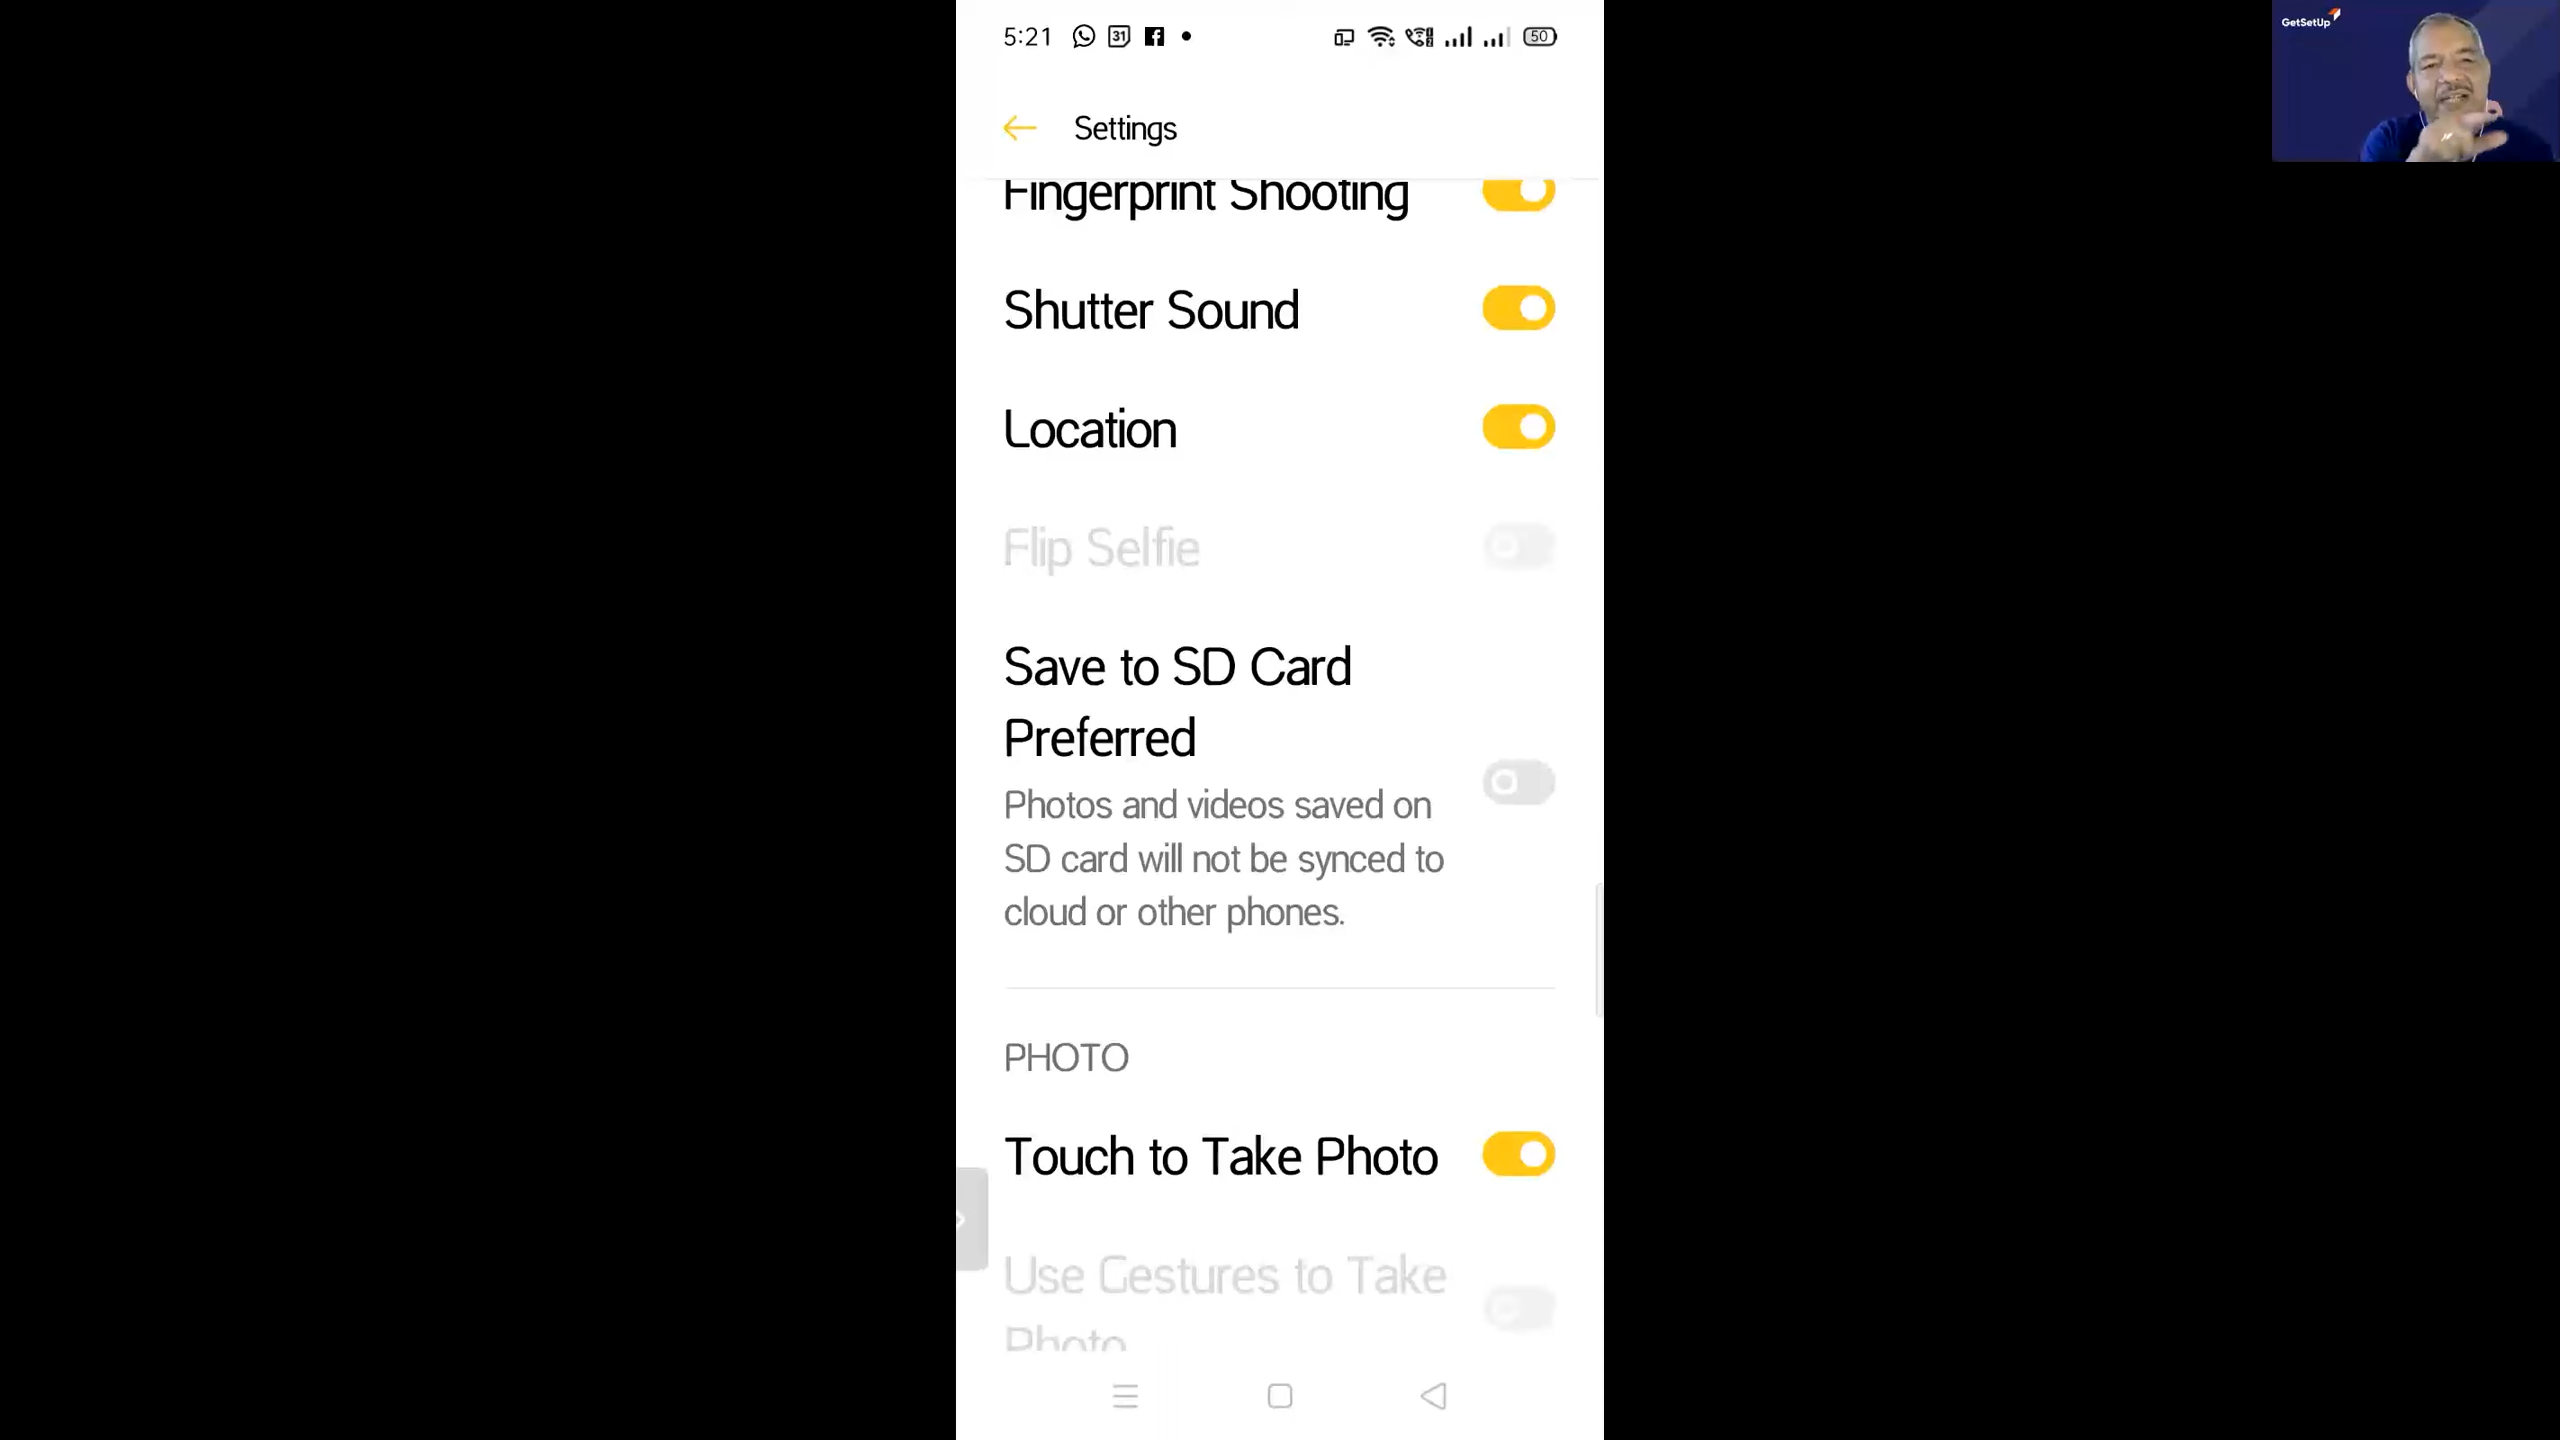 5:21
31
50
GetSetUp
Settings
Fingerprint Shooting
Shutter Sound
Location
Flip Selfie
Save to SD Card
Preferred
Photos and videos saved on
SD card will not be synced to
cloud or other phones.
PHOTO
Touch to Take Photo
Use Gestures to Take
Photo